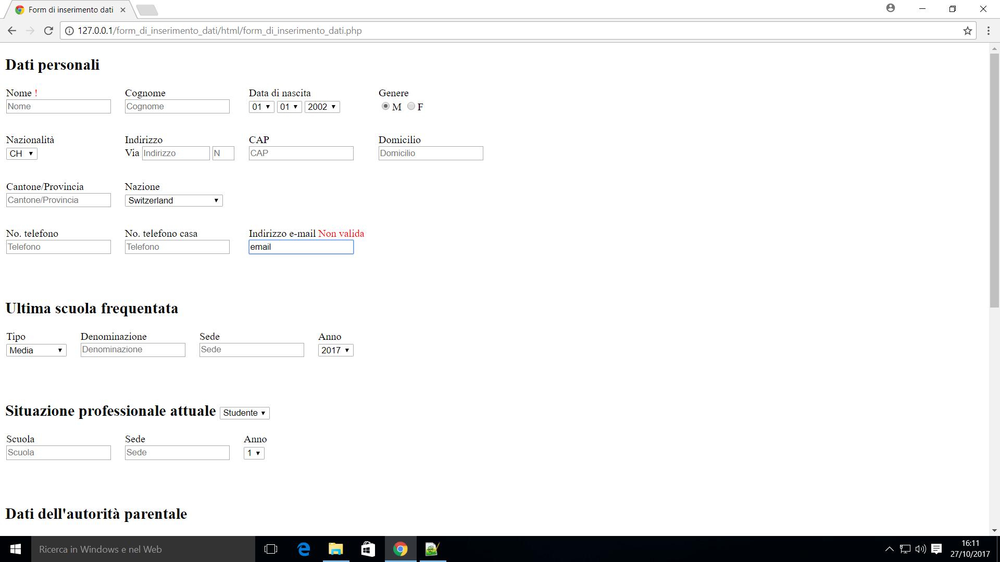 Form di inserimento dati
127.0.0.1/form_di_inserimento_dati/html/form_di_inserimento_dati.php
Dati personali
Nome ! Cognome Data di nascita Genere
Nome Cognome 01 01 2002 M F
Nazionalità Indirizzo CAP Domicilio
CH Via Indirizzo N CAP Domicilio
Cantone/Provincia Nazione
Cantone/Provincia Switzerland
No. telefono No. telefono casa Indirizzo e-mail Non valida
Telefono Telefono email
Ultima scuola frequentata
Tipo Denominazione Sede Anno
Media Denominazione Sede 2017
Situazione professionale attuale Studente
Scuola Sede Anno
Scuola Sede 1
Dati dell'autorità parentale
Ricerca in Windows e nel Web
16:11
27/10/2017